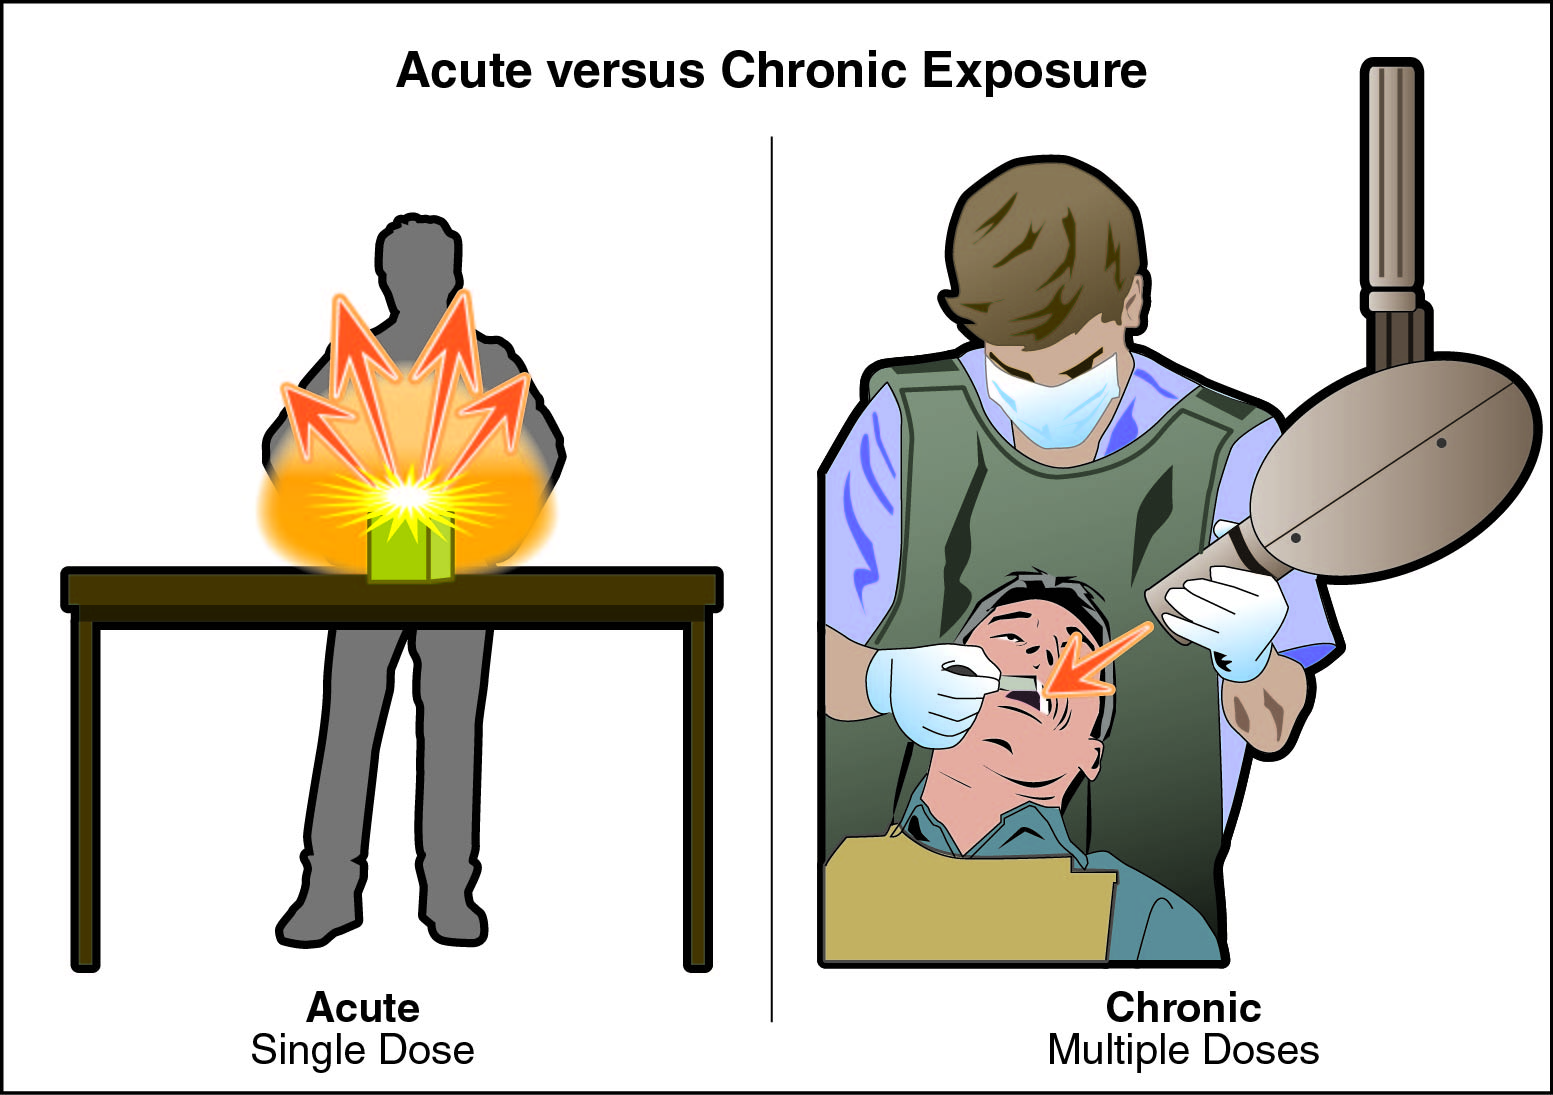 Acute versus Chronic Exposure
Acute
Single Dose
Chronic
Multiple Doses